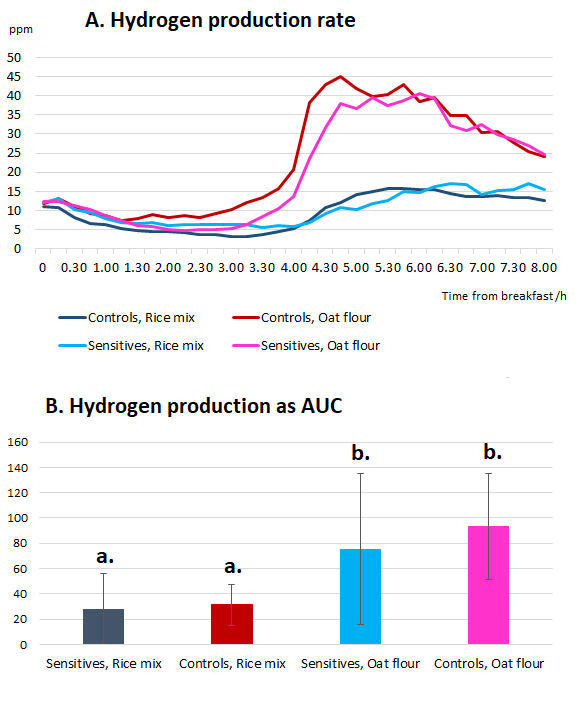 A. Hydrogen production rate
ppm
50
45
40
35
30
25
20
15
10
5
0
0 0.30 1.00 1.30 2.00 2.30 3.00 3.30 4.00 4.30 5.00 5.30 6.00 6.30 7.00 7.30 8.00
Time from breakfast/h
Controls, Rice mix Controls, Oat flour
Sensitives, Rice mix Sensitives, Oat flour
B. Hydrogen production as AUC
160
140
120
100
80
60
40
20
0
a. a. b. b.
Sensitives, Rice mix Controls, Rice mix Sensitives, Oat flour Controls, Oat flour